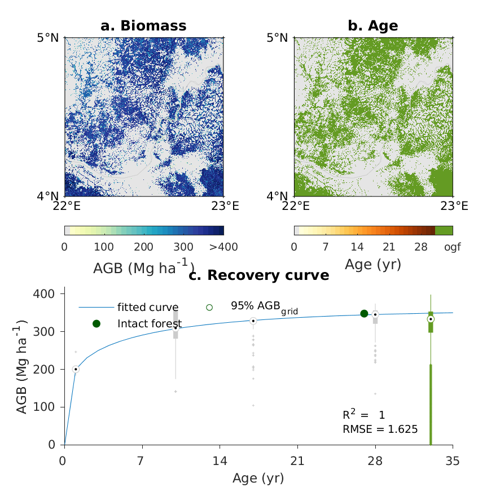 a. Biomass
b. Age
5°N
4°N
22°E
23°E
5°N
4°N
22°E
23°E
0 100 200 300 >400
AGB (Mg ha⁻¹)
0 7 14 21 28 ogf
Age (yr)
c. Recovery curve
400
300
200
100
0
AGB (Mg ha⁻¹)
fitted curve
95% AGB_grid
Intact forest
R² = 1
RMSE = 1.625
0 7 14 21 28 35
Age (yr)